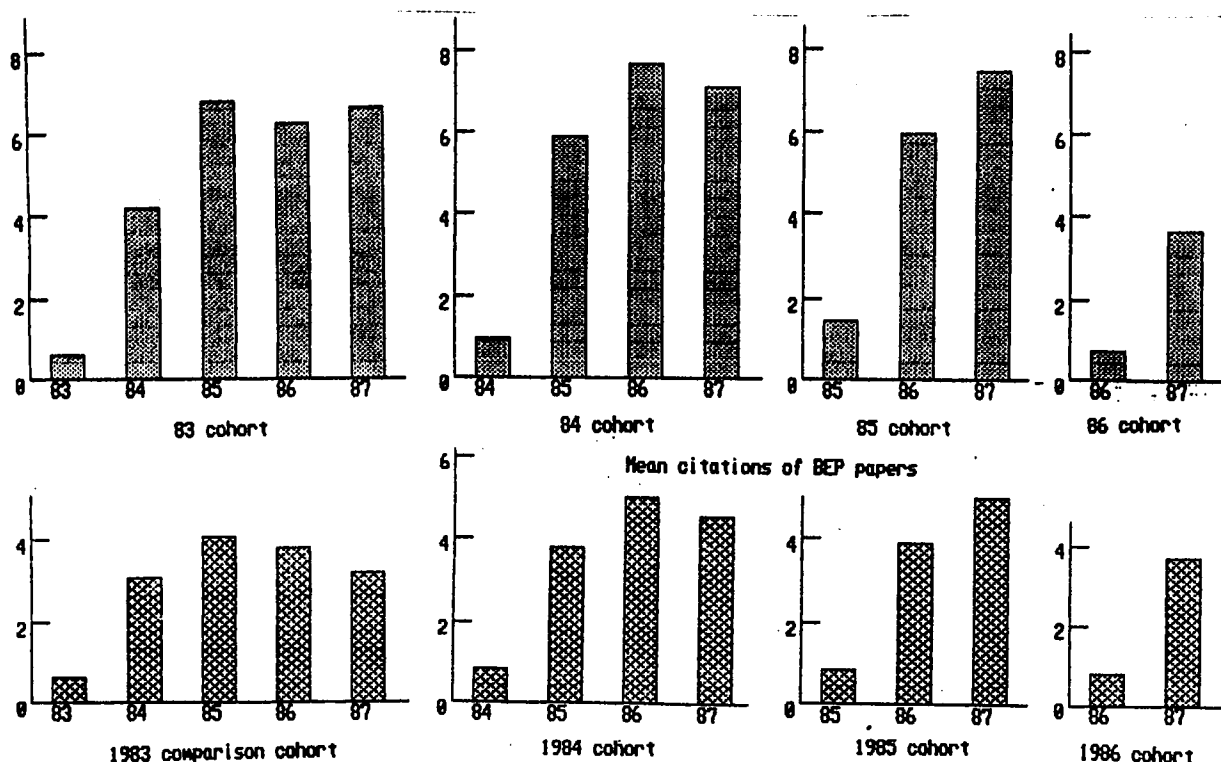 8 6 4 2 0
83 84 85 86 87
83 cohort
8 6 4 2 0
84 85 86 87
84 cohort
8 6 4 2 0
85 86 87
85 cohort
8 6 4 2 0
86 87
86 cohort
Mean citations of BEP papers
4 2 0
83 84 85 86 87
1983 comparison cohort
6 4 2 0
84 85 86 87
1984 cohort
4 2 0
85 86 87
1985 cohort
4 2 0
86 87
1986 cohort